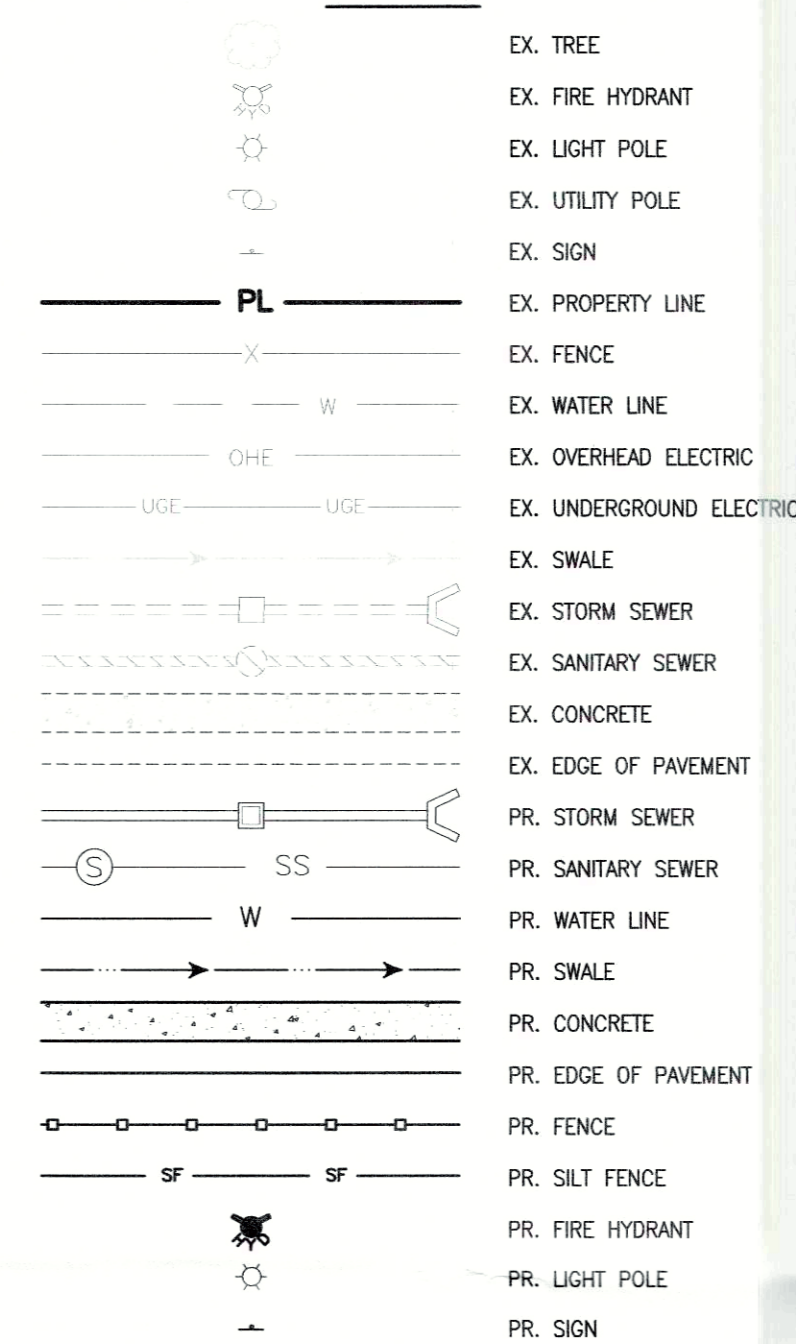 EX. TREE
HYD EX. FIRE HYDRANT
EX. LIGHT POLE
EX. UTILITY POLE
EX. SIGN
PL EX. PROPERTY LINE
X EX. FENCE
W EX. WATER LINE
OHE EX. OVERHEAD ELECTRIC
UGE UGE EX. UNDERGROUND ELECTRIC
EX. SWALE
EX. STORM SEWER
EX. SANITARY SEWER
EX. CONCRETE
EX. EDGE OF PAVEMENT
PR. STORM SEWER
S SS PR. SANITARY SEWER
W PR. WATER LINE
PR. SWALE
PR. CONCRETE
PR. EDGE OF PAVEMENT
PR. FENCE
SF SF PR. SILT FENCE
HYD PR. FIRE HYDRANT
PR. LIGHT POLE
PR. SIGN